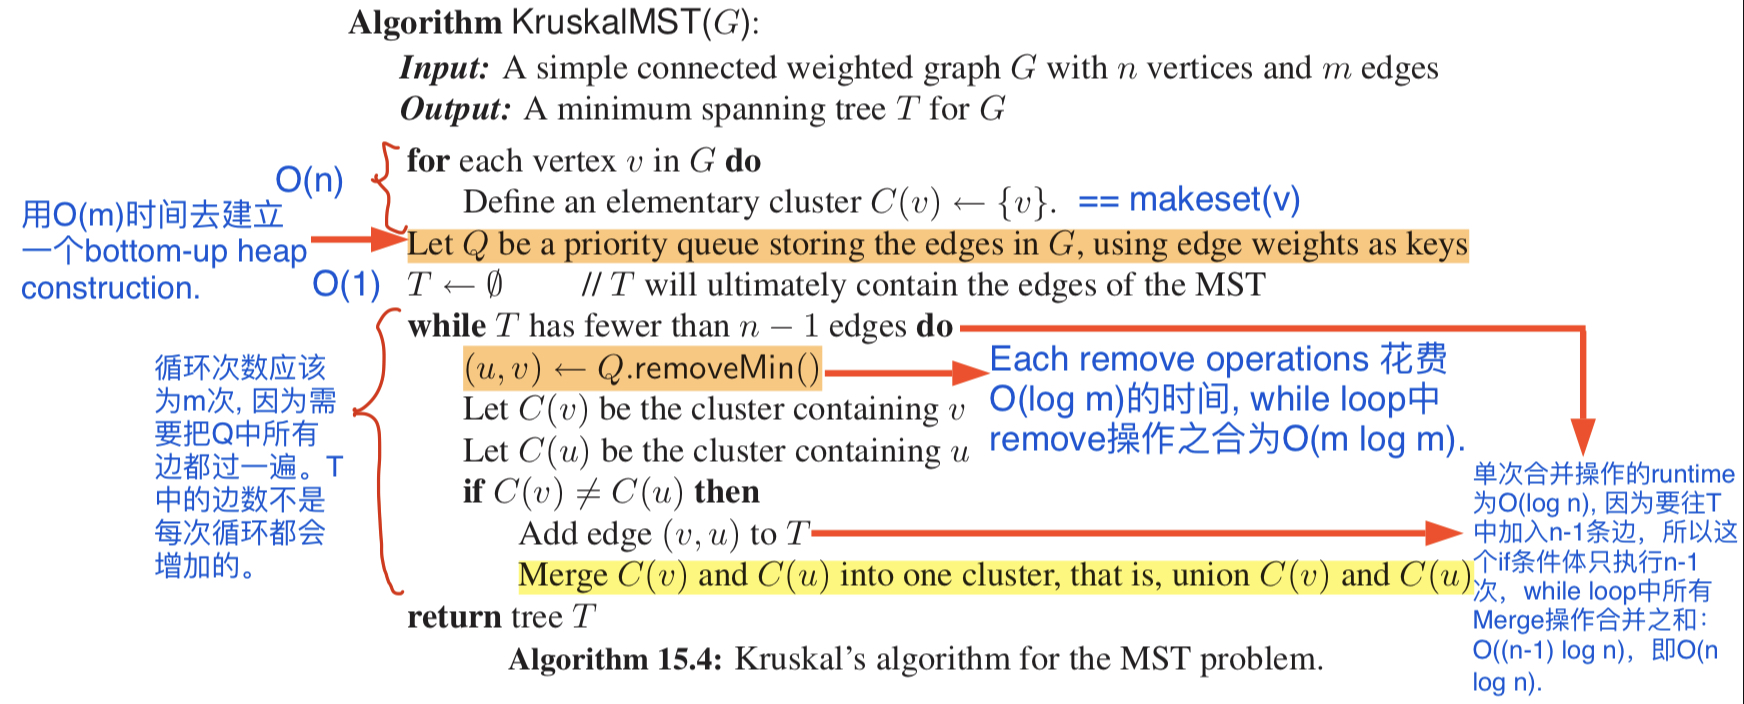 Algorithm KruskalMST(G):
Input: A simple connected weighted graph G with n vertices and m edges
Output: A minimum spanning tree T for G
for each vertex v in G do
O(n)
Define an elementary cluster C(v) ← {v}. == makeset(v)
用O(m)时间去建立
一个bottom-up heap
construction.
Let Q be a priority queue storing the edges in G, using edge weights as keys
O(1) T ← ∅ // T will ultimately contain the edges of the MST
while T has fewer than n − 1 edges do
(u, v) ← Q.removeMin()
Let C(v) be the cluster containing v
Let C(u) be the cluster containing u
if C(v) ≠ C(u) then
Add edge (v, u) to T
Merge C(v) and C(u) into one cluster, that is, union C(v) and C(u)
return tree T
循环次数应该
为m次, 因为需
要把Q中所有
边都过一遍。T
中的边数不是
每次循环都会
增加的。
Each remove operations 花费
O(log m)的时间, while loop中
remove操作之合为O(m log m).
单次合并操作的runtime
为O(log n), 因为要往T
中加入n-1条边，所以这
个if条件体只执行n-1
次，while loop中所有
Merge操作合并之和：
O((n-1) log n)，即O(n
log n).
Algorithm 15.4: Kruskal's algorithm for the MST problem.